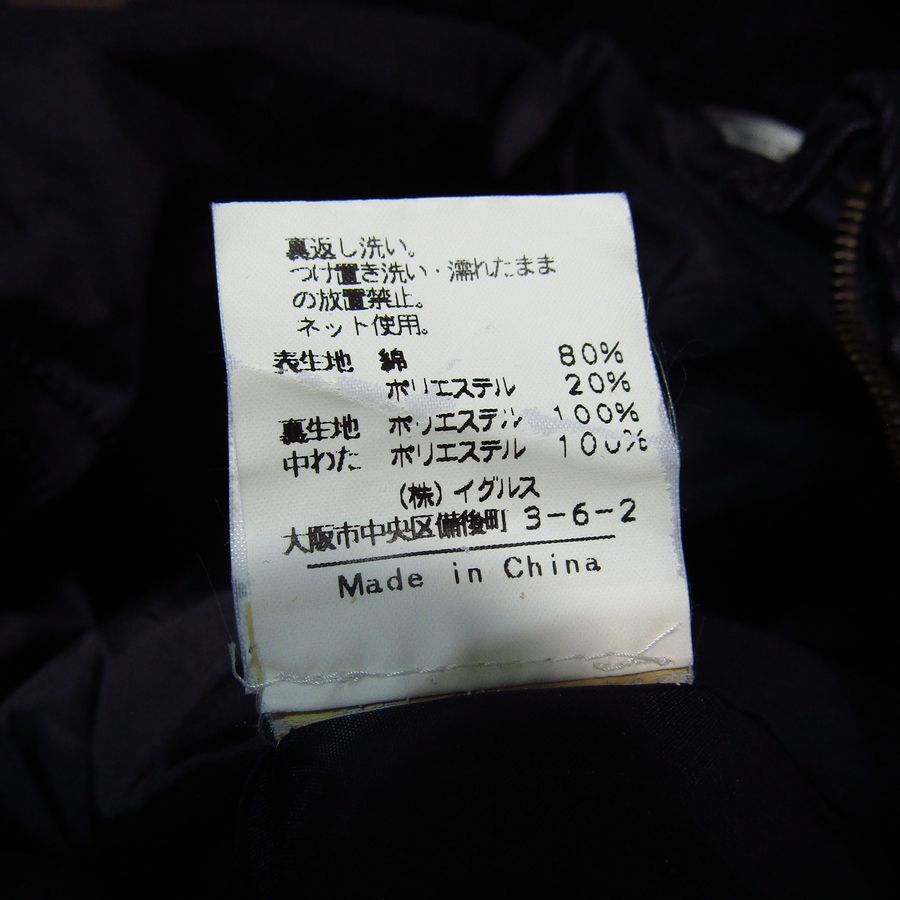 裏返し洗い。
つけ置き洗い・濡れたまま
の放置禁止。
ネット使用。
表生地 綿 80%
ポリエステル 20%
裏生地 ポリエステル 100%
中わた ポリエステル 100%
(株)イグルス
大阪市中央区備後町 3-6-2
Made in China